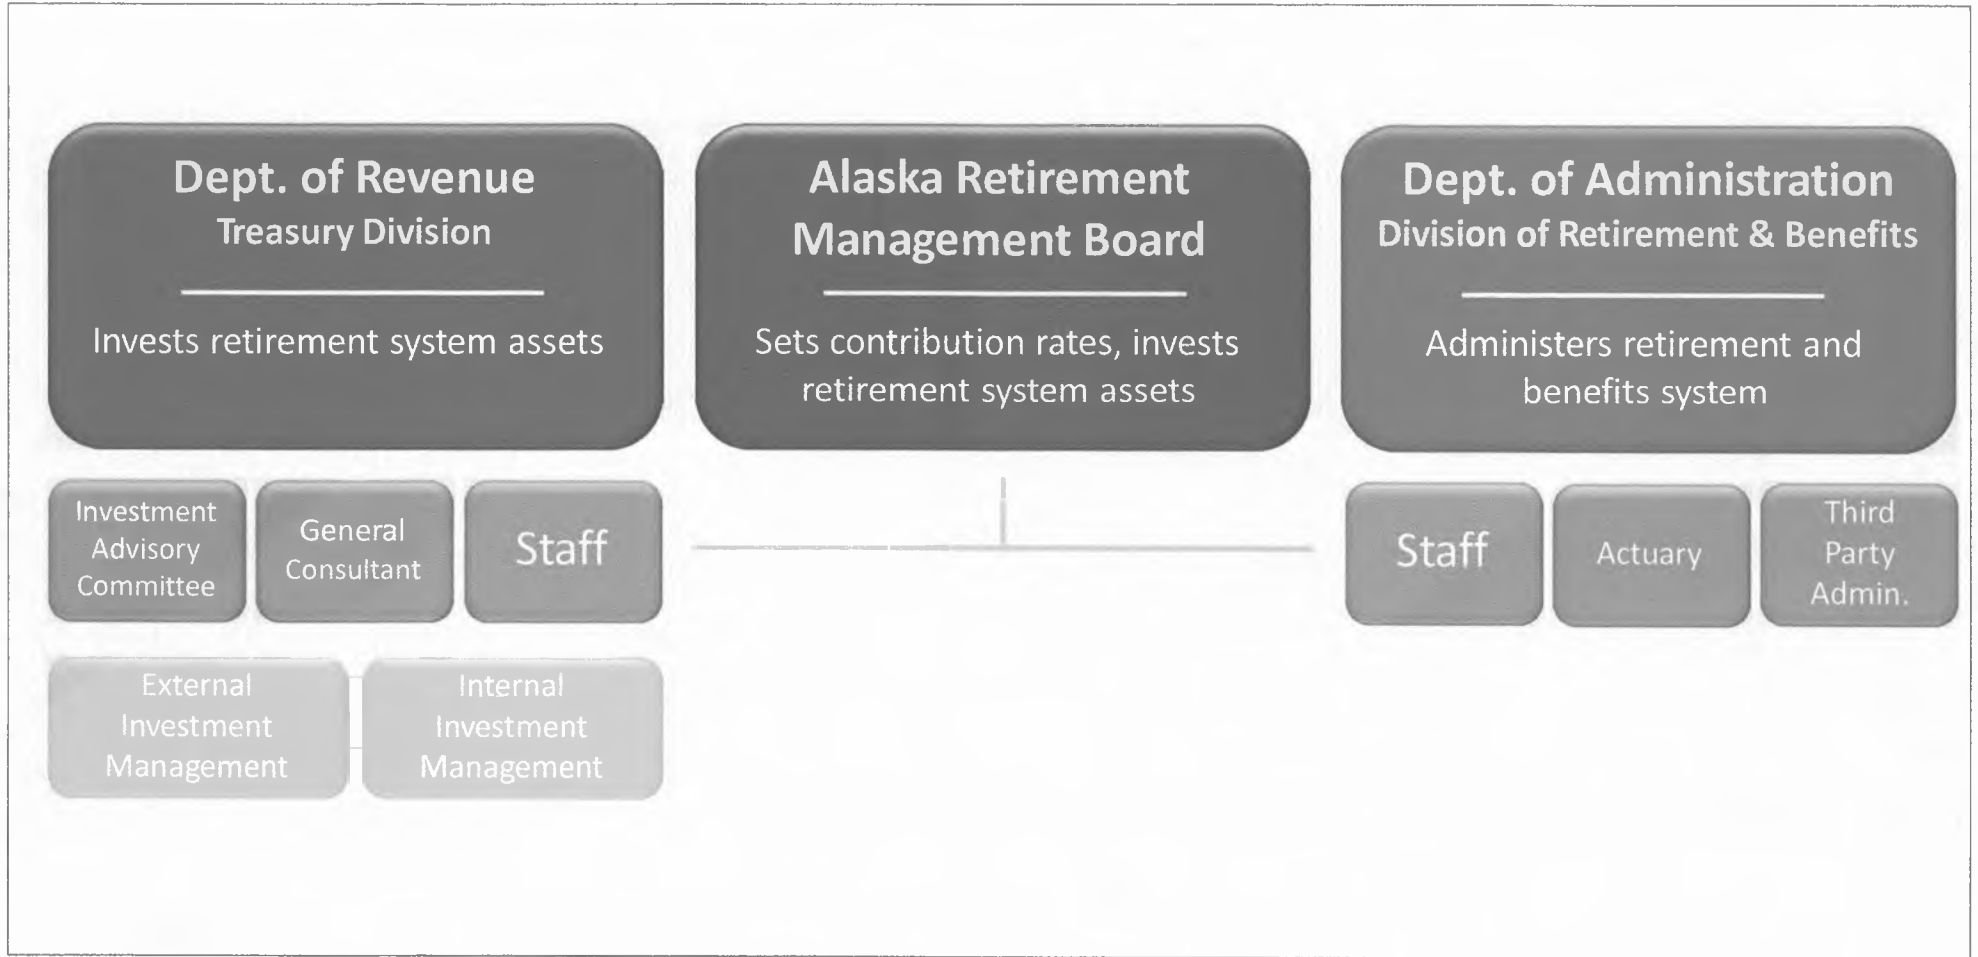 Dept. of Revenue
Treasury Division
Invests retirement system assets
Alaska Retirement
Management Board
Sets contribution rates, invests
retirement system assets
Dept. of Administration
Division of Retirement & Benefits
Administers retirement and
benefits system
Investment
Advisory
Committee
General
Consultant
Staff
Staff
Actuary
Third
Party
Admin.
External
Investment
Management
Internal
Investment
Management